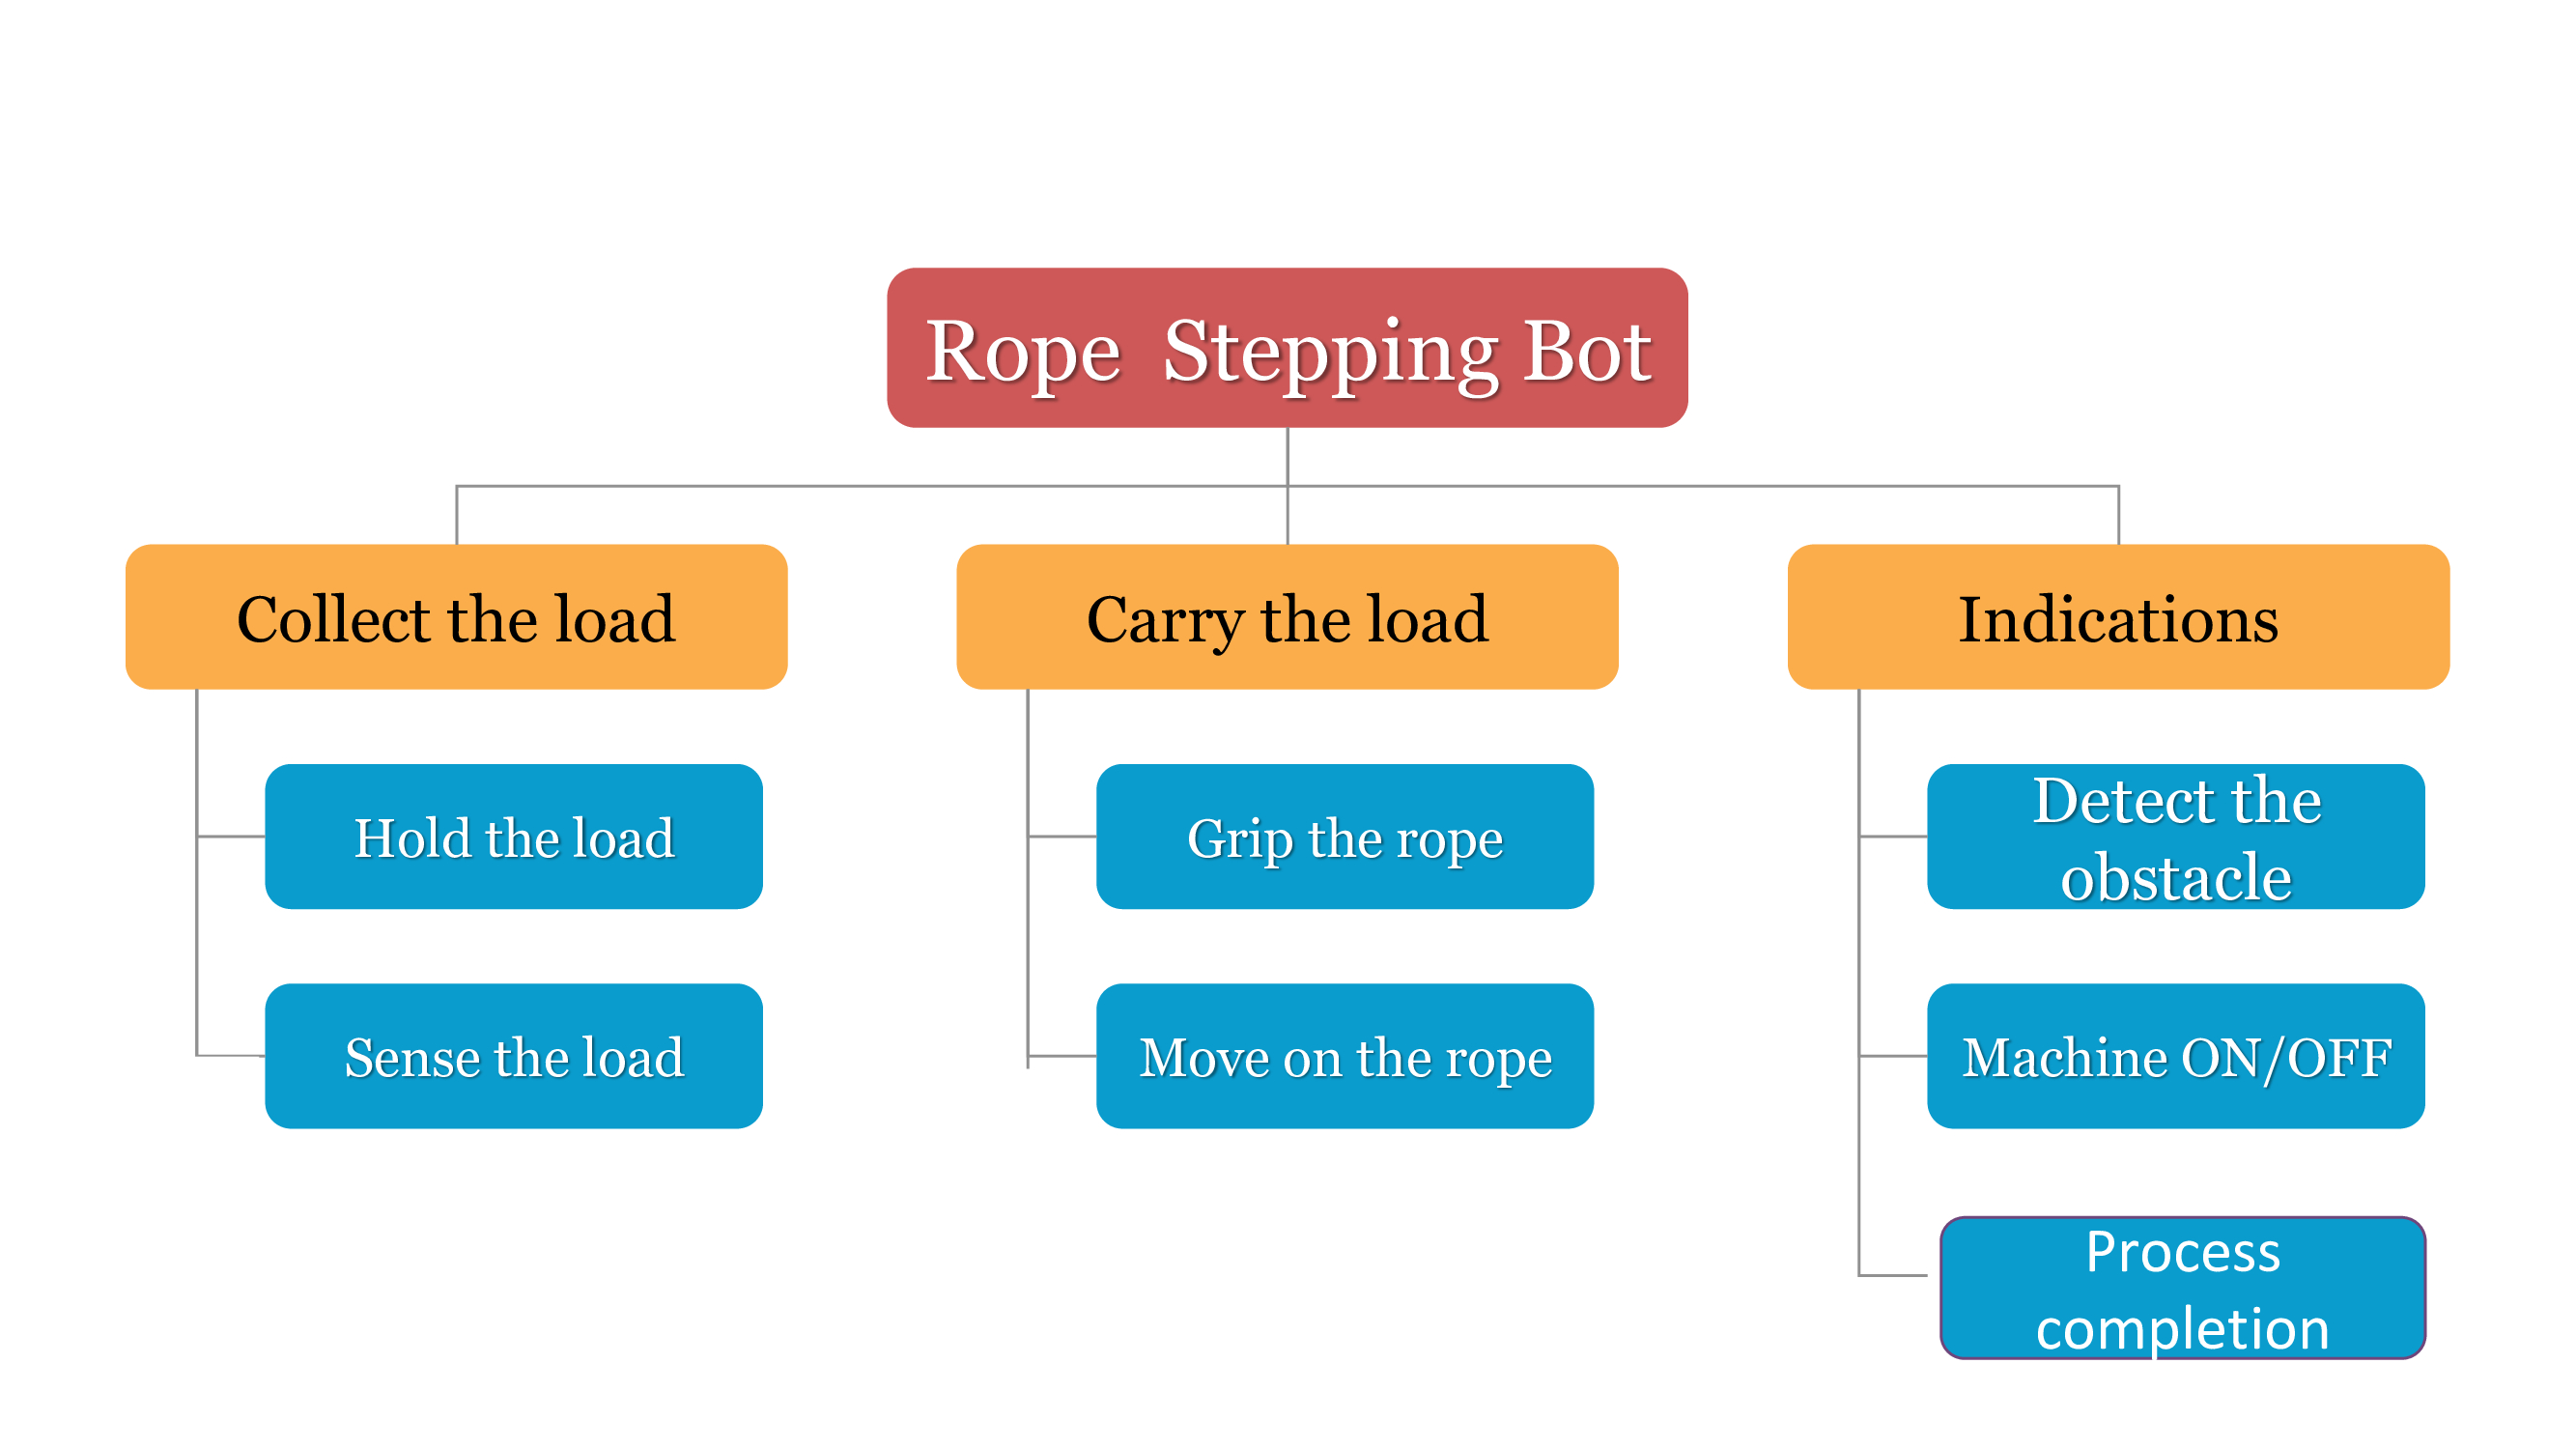 Rope  Stepping Bot
Collect the load
Carry the load
Indications
Hold the load
Grip the rope
Detect the
obstacle
Sense the load
Move on the rope
Machine ON/OFF
Process
completion